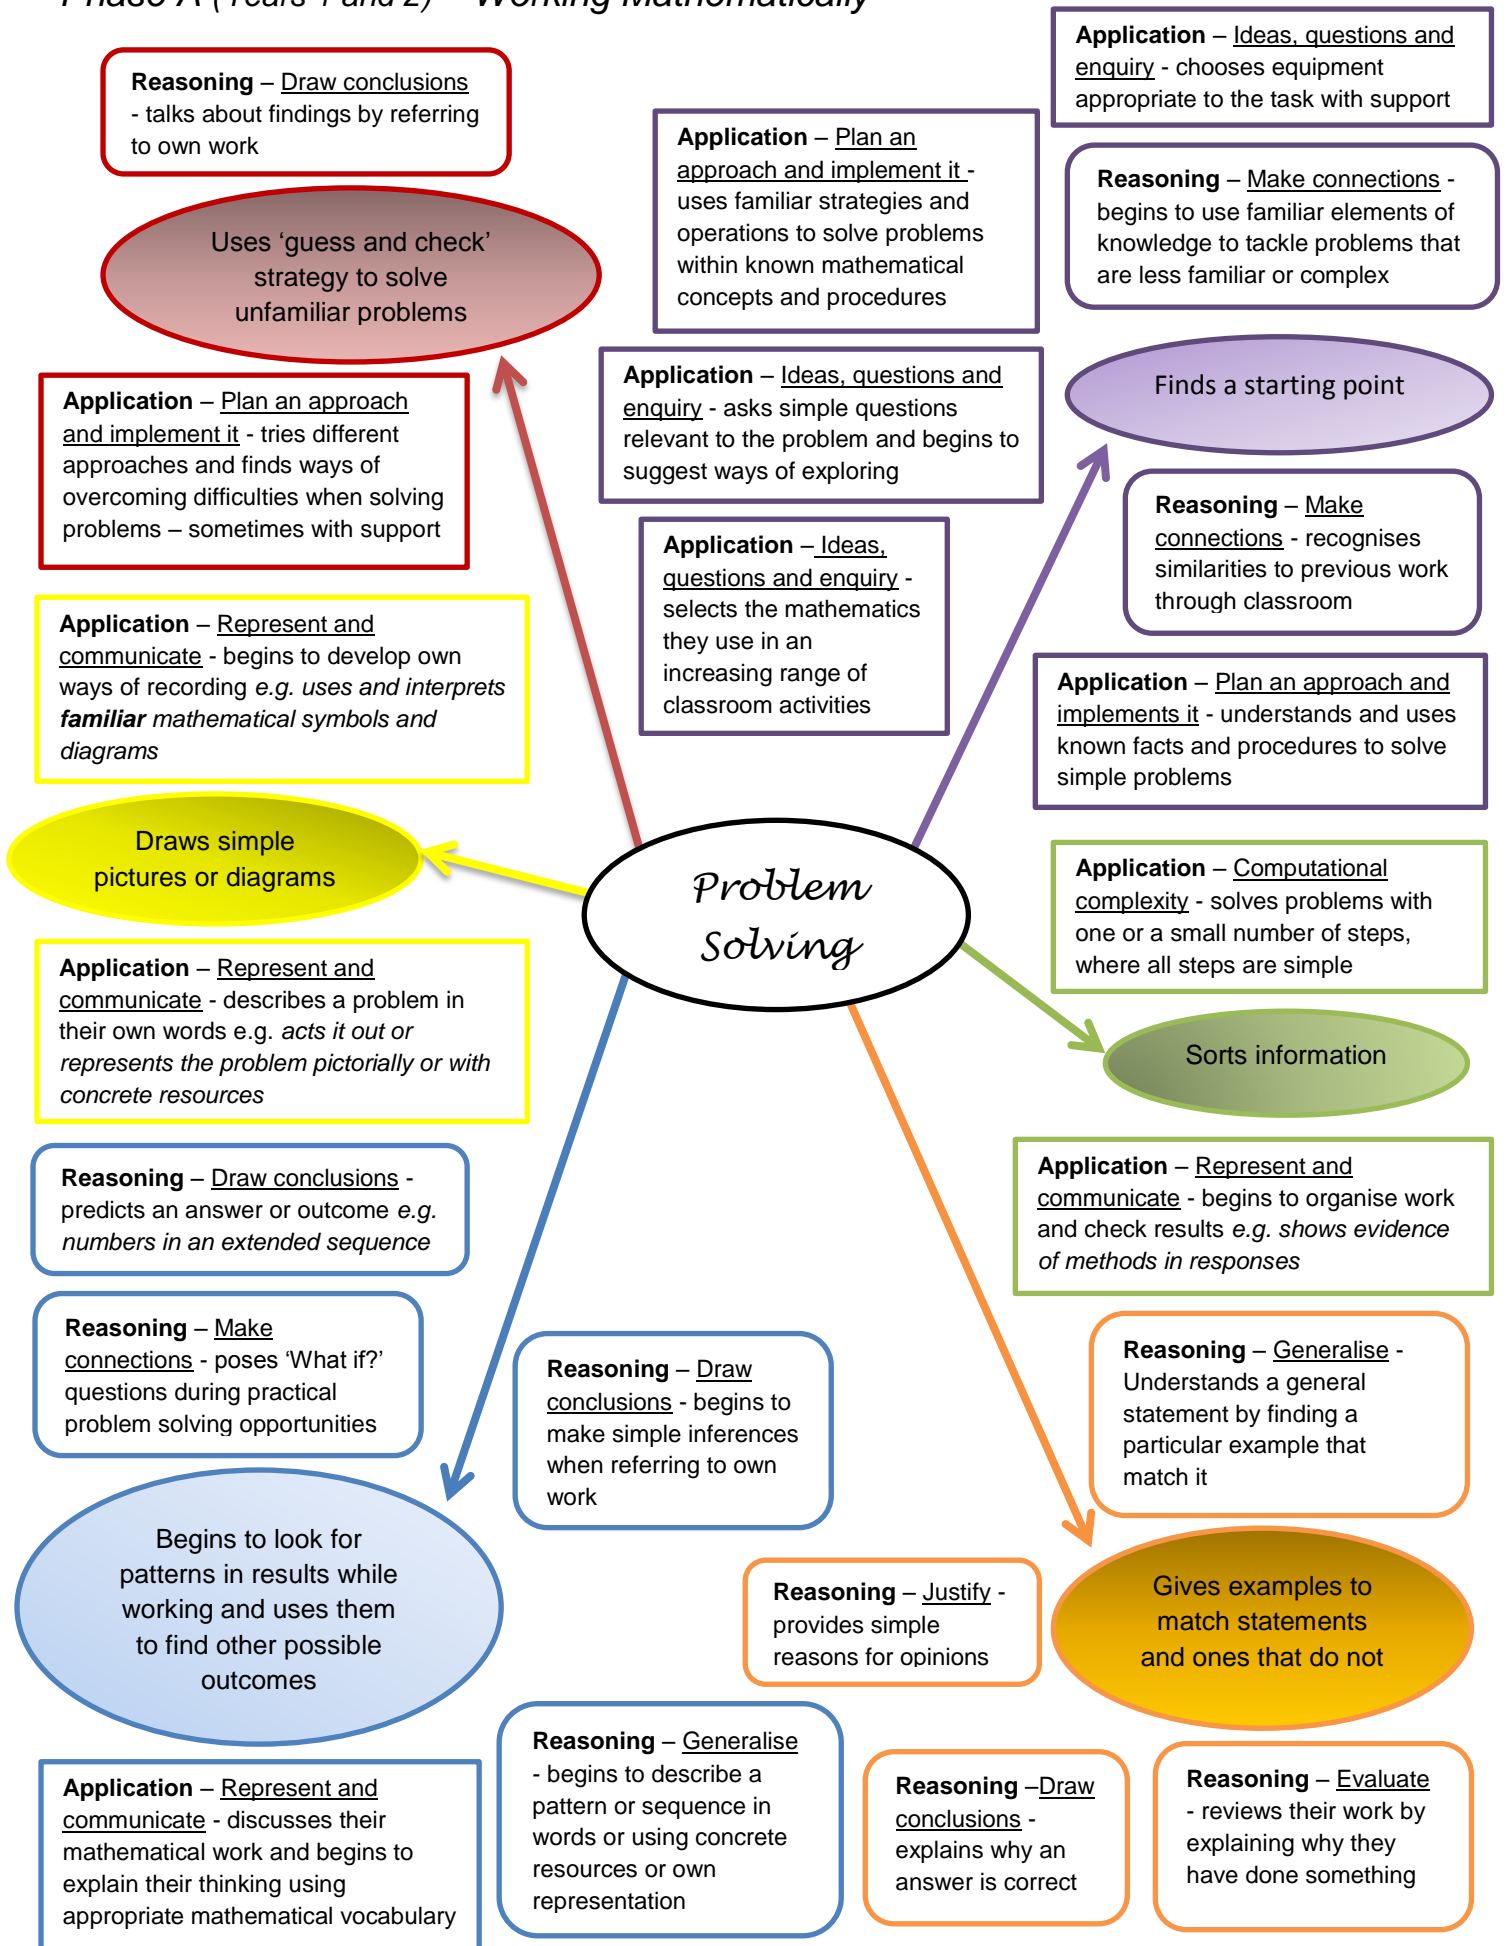 Phase A (Years 1 and 2) – Working Mathematically
Reasoning – Draw conclusions
- talks about findings by referring
to own work
Uses ‘guess and check’
strategy to solve
unfamiliar problems
Application – Plan an approach
and implement it - tries different
approaches and finds ways of
overcoming difficulties when solving
problems – sometimes with support
Application – Plan an
approach and implement it -
uses familiar strategies and
operations to solve problems
within known mathematical
concepts and procedures
Application – Ideas, questions and
enquiry - asks simple questions
relevant to the problem and begins to
suggest ways of exploring
Application – Ideas,
questions and enquiry -
selects the mathematics
they use in an
increasing range of
classroom activities
Application – Ideas, questions and
enquiry - chooses equipment
appropriate to the task with support
Reasoning – Make connections -
begins to use familiar elements of
knowledge to tackle problems that
are less familiar or complex
Finds a starting point
Reasoning – Make
connections - recognises
similarities to previous work
through classroom
Application – Plan an approach and
implements it - understands and uses
known facts and procedures to solve
simple problems
Application – Represent and
communicate - begins to develop own
ways of recording e.g. uses and interprets
familiar mathematical symbols and
diagrams
Draws simple
pictures or diagrams
Application – Represent and
communicate - describes a problem in
their own words e.g. acts it out or
represents the problem pictorially or with
concrete resources
Problem
Solving
Application – Computational
complexity - solves problems with
one or a small number of steps,
where all steps are simple
Sorts information
Application – Represent and
communicate - begins to organise work
and check results e.g. shows evidence
of methods in responses
Reasoning – Draw conclusions -
predicts an answer or outcome e.g.
numbers in an extended sequence
Reasoning – Make
connections - poses ‘What if?’
questions during practical
problem solving opportunities
Reasoning – Draw
conclusions - begins to
make simple inferences
when referring to own
work
Begins to look for
patterns in results while
working and uses them
to find other possible
outcomes
Application – Represent and
communicate - discusses their
mathematical work and begins to
explain their thinking using
appropriate mathematical vocabulary
Reasoning – Generalise
- begins to describe a
pattern or sequence in
words or using concrete
resources or own
representation
Reasoning – Generalise -
Understands a general
statement by finding a
particular example that
match it
Reasoning – Justify -
provides simple
reasons for opinions
Gives examples to
match statements
and ones that do not
Reasoning –Draw
conclusions -
explains why an
answer is correct
Reasoning – Evaluate
- reviews their work by
explaining why they
have done something